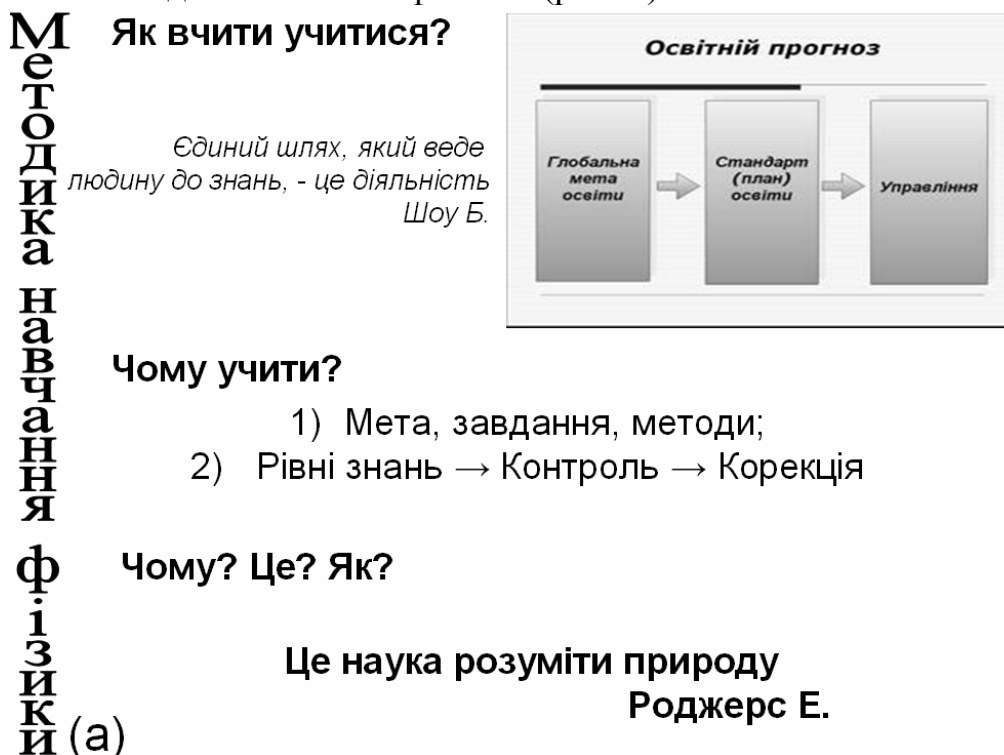 Методика навчання фізики
Як вчити учитися?
Єдиний шлях, який веде
людину до знань, - це діяльність
Шоу Б.
Освітній прогноз
Глобальна
мета
освіти
Стандарт
(план)
освіти
Управління
Чому учити?
1) Мета, завдання, методи;
2) Рівні знань → Контроль → Корекція
Чому? Це? Як?
Це наука розуміти природу
Роджерс Е.
(а)